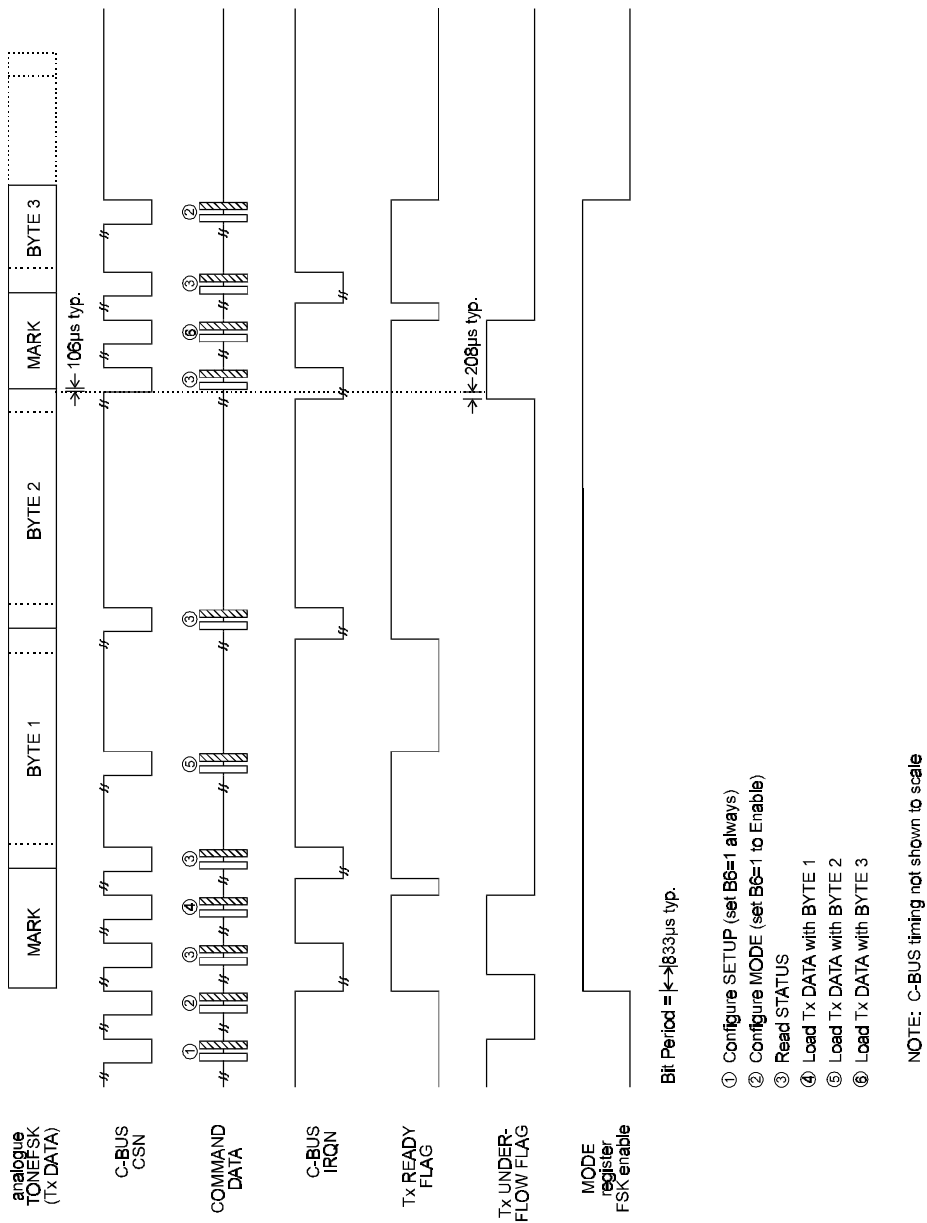 analogue
TONEFSK
(Tx DATA)
MARK
BYTE 1
BYTE 2
MARK
BYTE 3
106µs typ.
C-BUS
CSN
COMMAND
DATA
①
②
③
④
③
⑤
③
③
⑥
③
②
C-BUS
IRQN
Tx READY
FLAG
Tx UNDER-
FLOW FLAG
208µs typ.
MODE
register
FSK enable
Bit Period = 833µs typ.
① Configure SETUP (set B6=1 always)
② Configure MODE (set B6=1 to Enable)
③ Read STATUS
④ Load Tx DATA with BYTE 1
⑤ Load Tx DATA with BYTE 2
⑥ Load Tx DATA with BYTE 3
NOTE: C-BUS timing not shown to scale